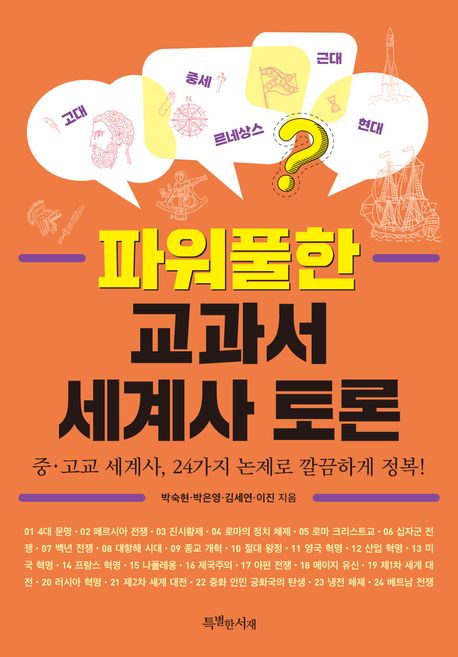 고대
중세
르네상스
근대
현대
파워풀한
교과서
세계사 토론
중·고교 세계사, 24가지 논제로 깔끔하게 정복!
박숙현·박은영·김세연·이진 지음
01 4대 문명 · 02 페르시아 전쟁 · 03 진시황제 · 04 로마의 정치 체제 · 05 로마 크리스트교 · 06 십자군 전
쟁 · 07 백년 전쟁 · 08 대항해 시대 · 09 종교 개혁 · 10 절대 왕정 · 11 영국 혁명 · 12 산업 혁명 · 13 미
국 혁명 · 14 프랑스 혁명 · 15 나폴레옹 · 16 제국주의 · 17 아편 전쟁 · 18 메이지 유신 · 19 제1차 세계 대
전 · 20 러시아 혁명 · 21 제2차 세계 대전 · 22 중화 인민 공화국의 탄생 · 23 냉전 체제 · 24 베트남 전쟁
특별한서재